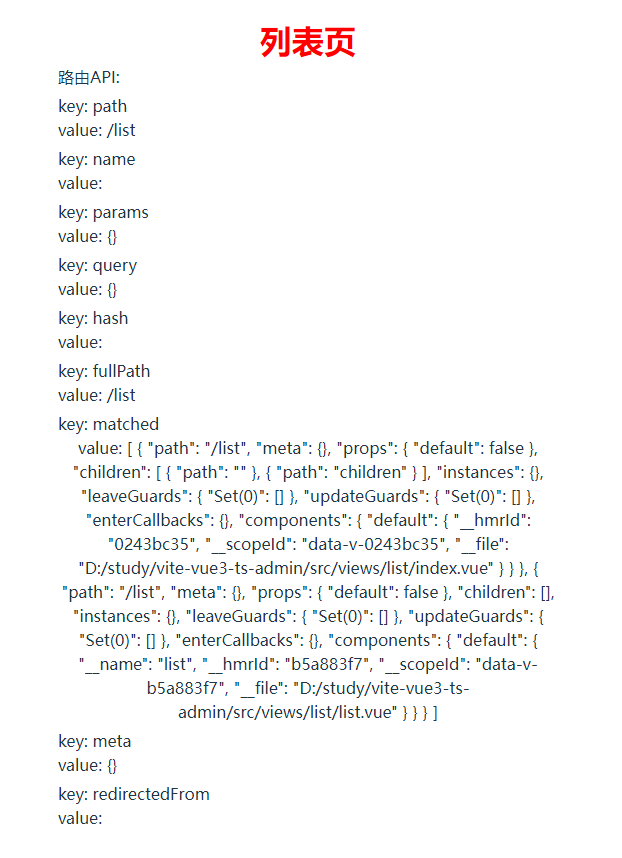 列表页
路由API:
key: path
value: /list
key: name
value:
key: params
value: {}
key: query
value: {}
key: hash
value:
key: fullPath
value: /list
key: matched
value: [ { "path": "/list", "meta": {}, "props": { "default": false },
"children": [ { "path": "" }, { "path": "children" } ], "instances": {},
"leaveGuards": { "Set(0)": [] }, "updateGuards": { "Set(0)": [] },
"enterCallbacks": {}, "components": { "default": { "__hmrId":
"0243bc35", "__scopeId": "data-v-0243bc35", "__file":
"D:/study/vite-vue3-ts-admin/src/views/list/index.vue" } } }, {
"path": "/list", "meta": {}, "props": { "default": false }, "children": [],
"instances": {}, "leaveGuards": { "Set(0)": [] }, "updateGuards": {
"Set(0)": [] }, "enterCallbacks": {}, "components": { "default": {
"__name": "list", "__hmrId": "b5a883f7", "__scopeId": "data-v-
b5a883f7", "__file": "D:/study/vite-vue3-ts-
admin/src/views/list/list.vue" } } } ]
key: meta
value: {}
key: redirectedFrom
value: